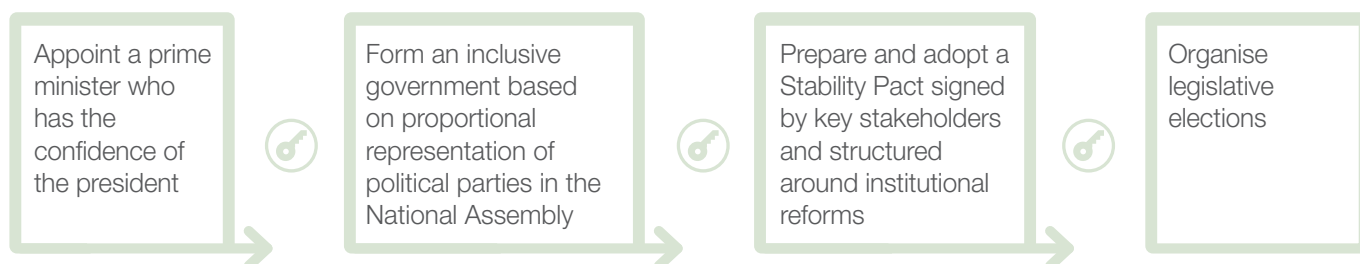 Appoint a prime
minister who
has the
confidence of
the president
Form an inclusive
government based
on proportional
representation of
political parties in the
National Assembly
Prepare and adopt a
Stability Pact signed
by key stakeholders
and structured
around institutional
reforms
Organise
legislative
elections